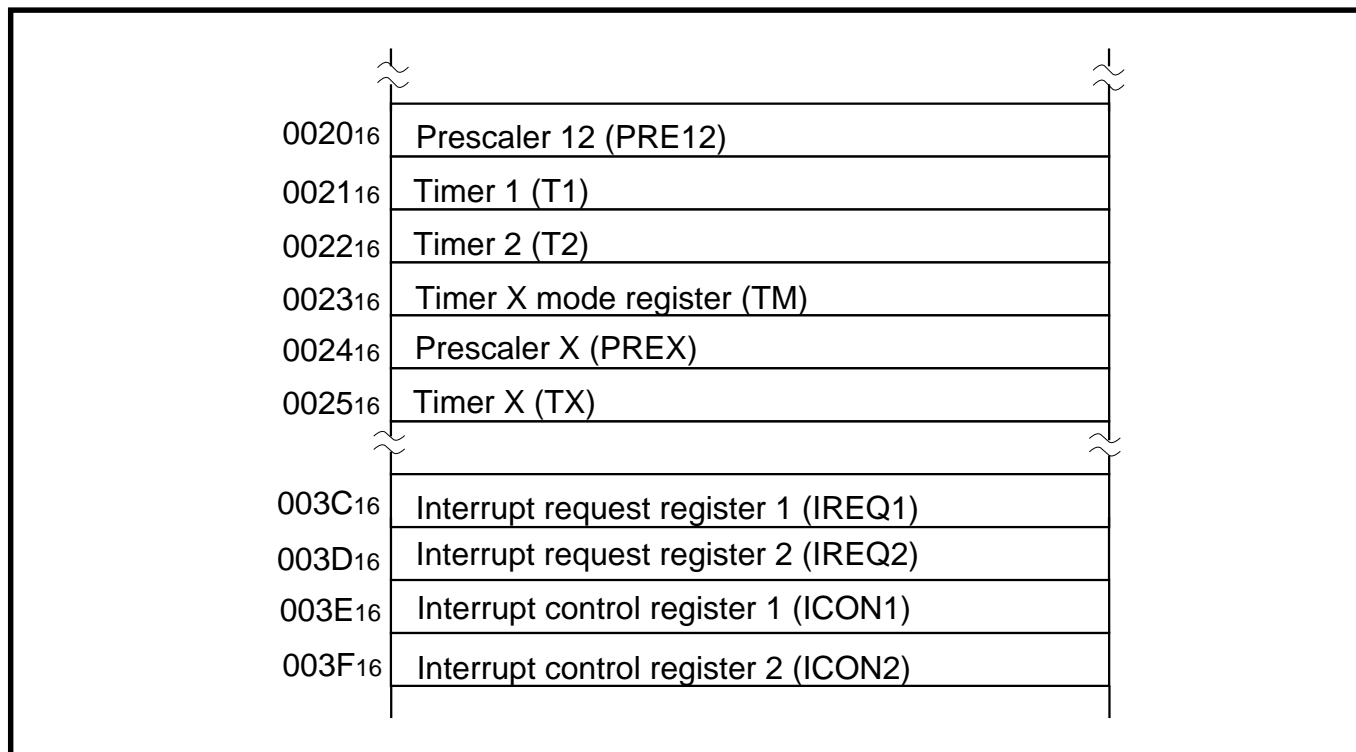 0020₁₆ Prescaler 12 (PRE12)
0021₁₆ Timer 1 (T1)
0022₁₆ Timer 2 (T2)
0023₁₆ Timer X mode register (TM)
0024₁₆ Prescaler X (PREX)
0025₁₆ Timer X (TX)
003C₁₆ Interrupt request register 1 (IREQ1)
003D₁₆ Interrupt request register 2 (IREQ2)
003E₁₆ Interrupt control register 1 (ICON1)
003F₁₆ Interrupt control register 2 (ICON2)